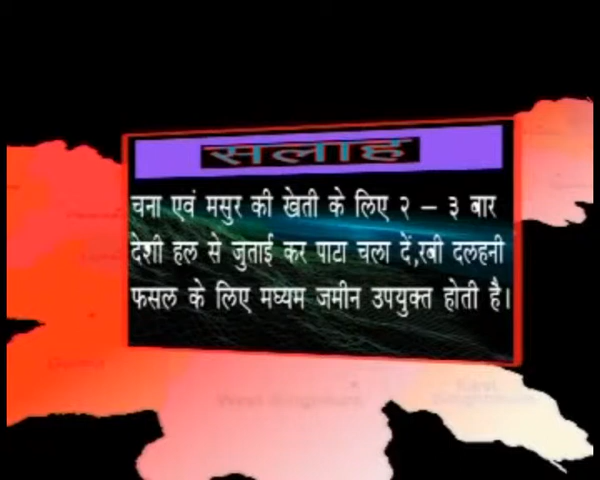 सलाह
चना एवं मसुर की खेती के लिए २ – ३ बार
देशी हल से जुताई कर पाटा चला दें,रबी दलहनी
फसल के लिए मध्यम जमीन उपयुक्त होती है।